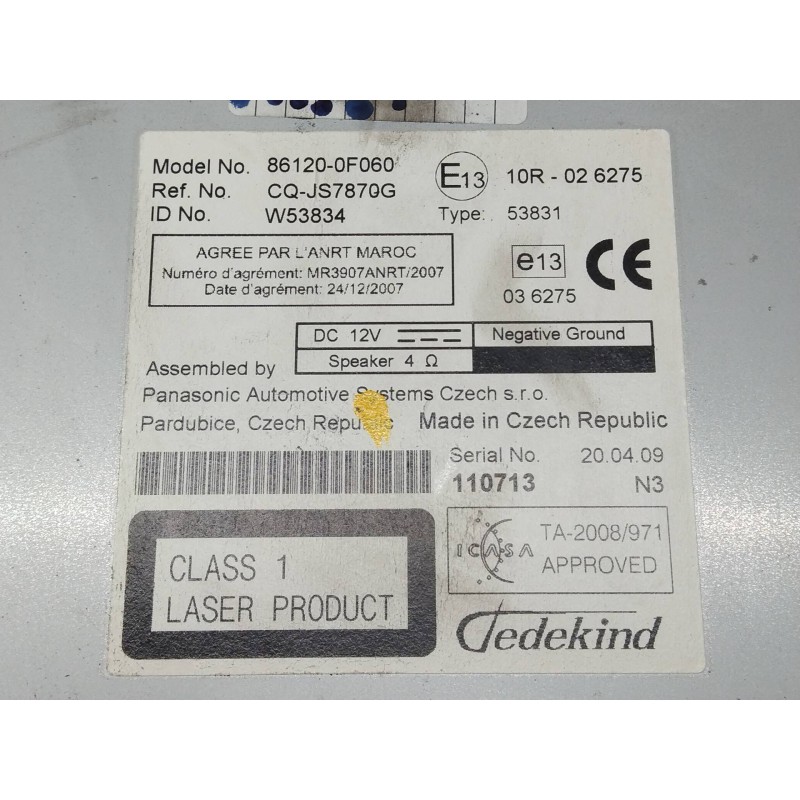 Model No. 86120-0F060
Ref. No. CQ-JS7870G
ID No. W53834
E13 10R - 02 6275
Type: 53831
AGREE PAR L'ANRT MAROC
Numéro d'agrément: MR3907ANRT/2007
Date d'agrément: 24/12/2007
e13 CE
03 6275
DC 12V Negative Ground
Speaker 4 Ω
Assembled by
Panasonic Automotive Systems Czech s.r.o.
Pardubice, Czech Republic Made in Czech Republic
Serial No. 20.04.09
110713 N3
CLASS 1
LASER PRODUCT
ICASA
TA-2008/971
APPROVED
Tedekind